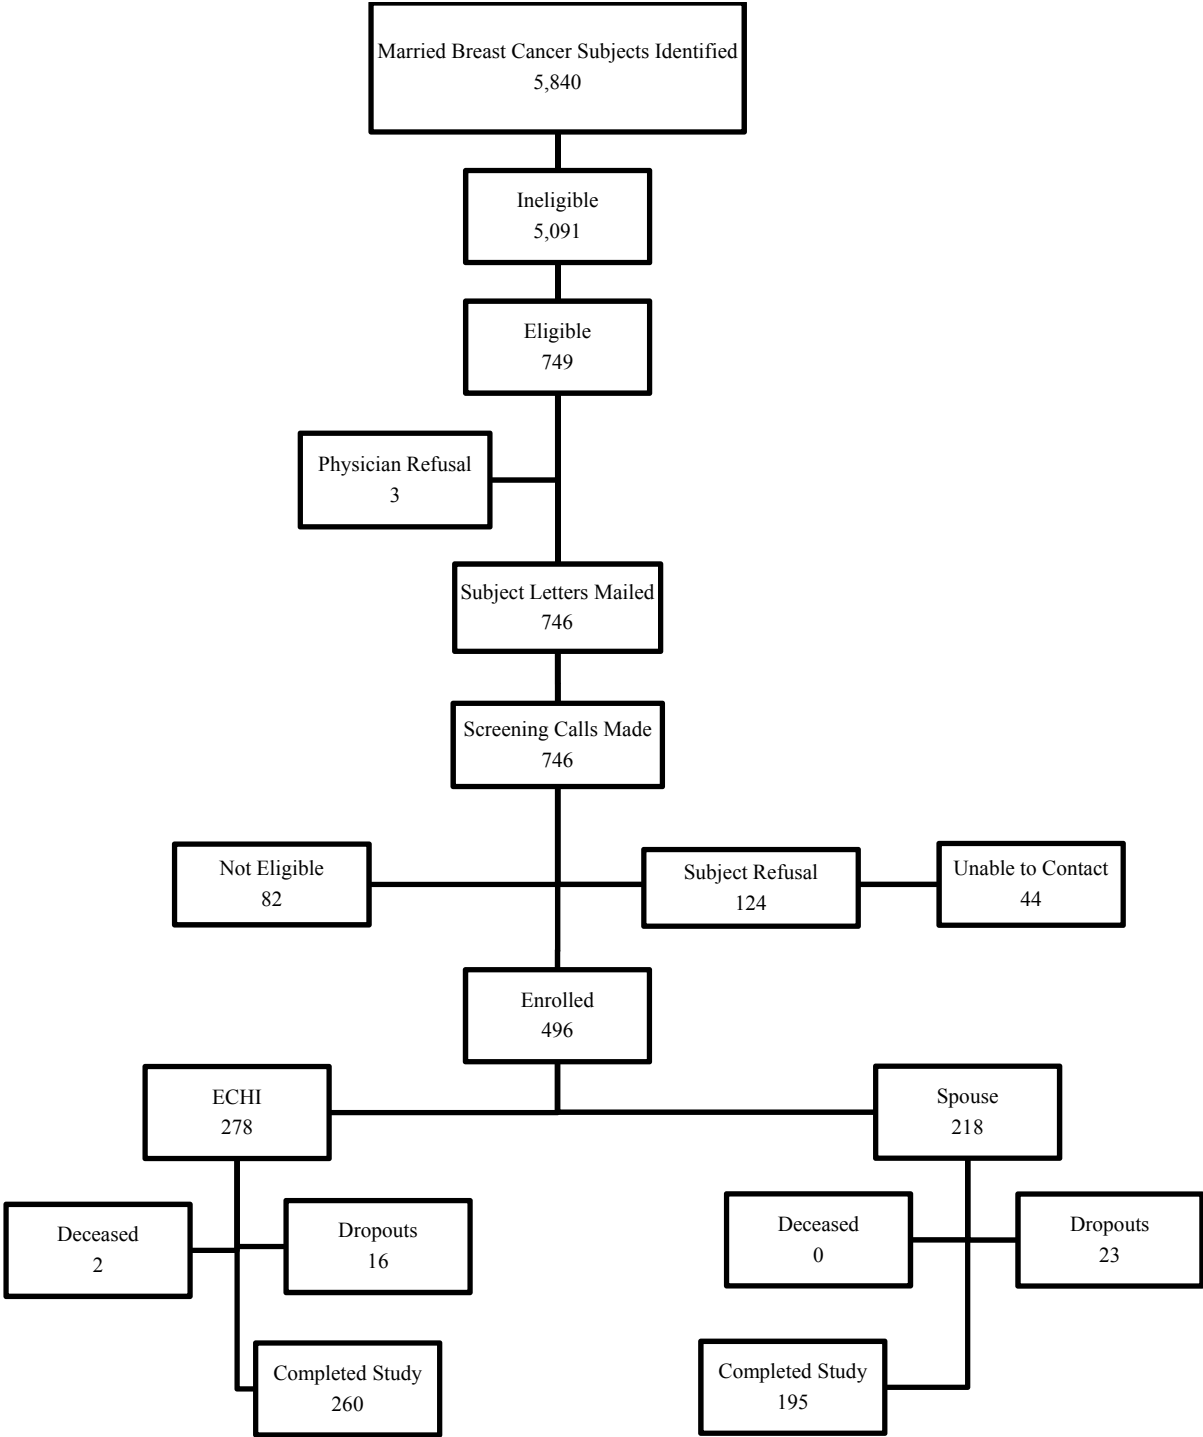 Married Breast Cancer Subjects Identified
5,840
Ineligible
5,091
Eligible
749
Physician Refusal
3
Subject Letters Mailed
746
Screening Calls Made
746
Not Eligible
82
Subject Refusal
124
Unable to Contact
44
Enrolled
496
ECHI
278
Spouse
218
Deceased
2
Dropouts
16
Deceased
0
Dropouts
23
Completed Study
260
Completed Study
195